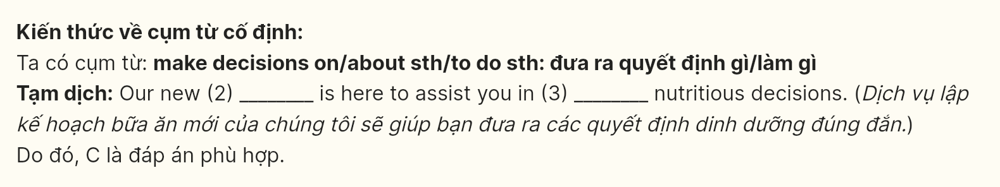 Kiến thức về cụm từ cố định:
Ta có cụm từ: make decisions on/about sth/to do sth: đưa ra quyết định gì/làm gì
Tạm dịch: Our new (2) ________ is here to assist you in (3) ________ nutritious decisions. (Dịch vụ lập
kế hoạch bữa ăn mới của chúng tôi sẽ giúp bạn đưa ra các quyết định dinh dưỡng đúng đắn.)
Do đó, C là đáp án phù hợp.